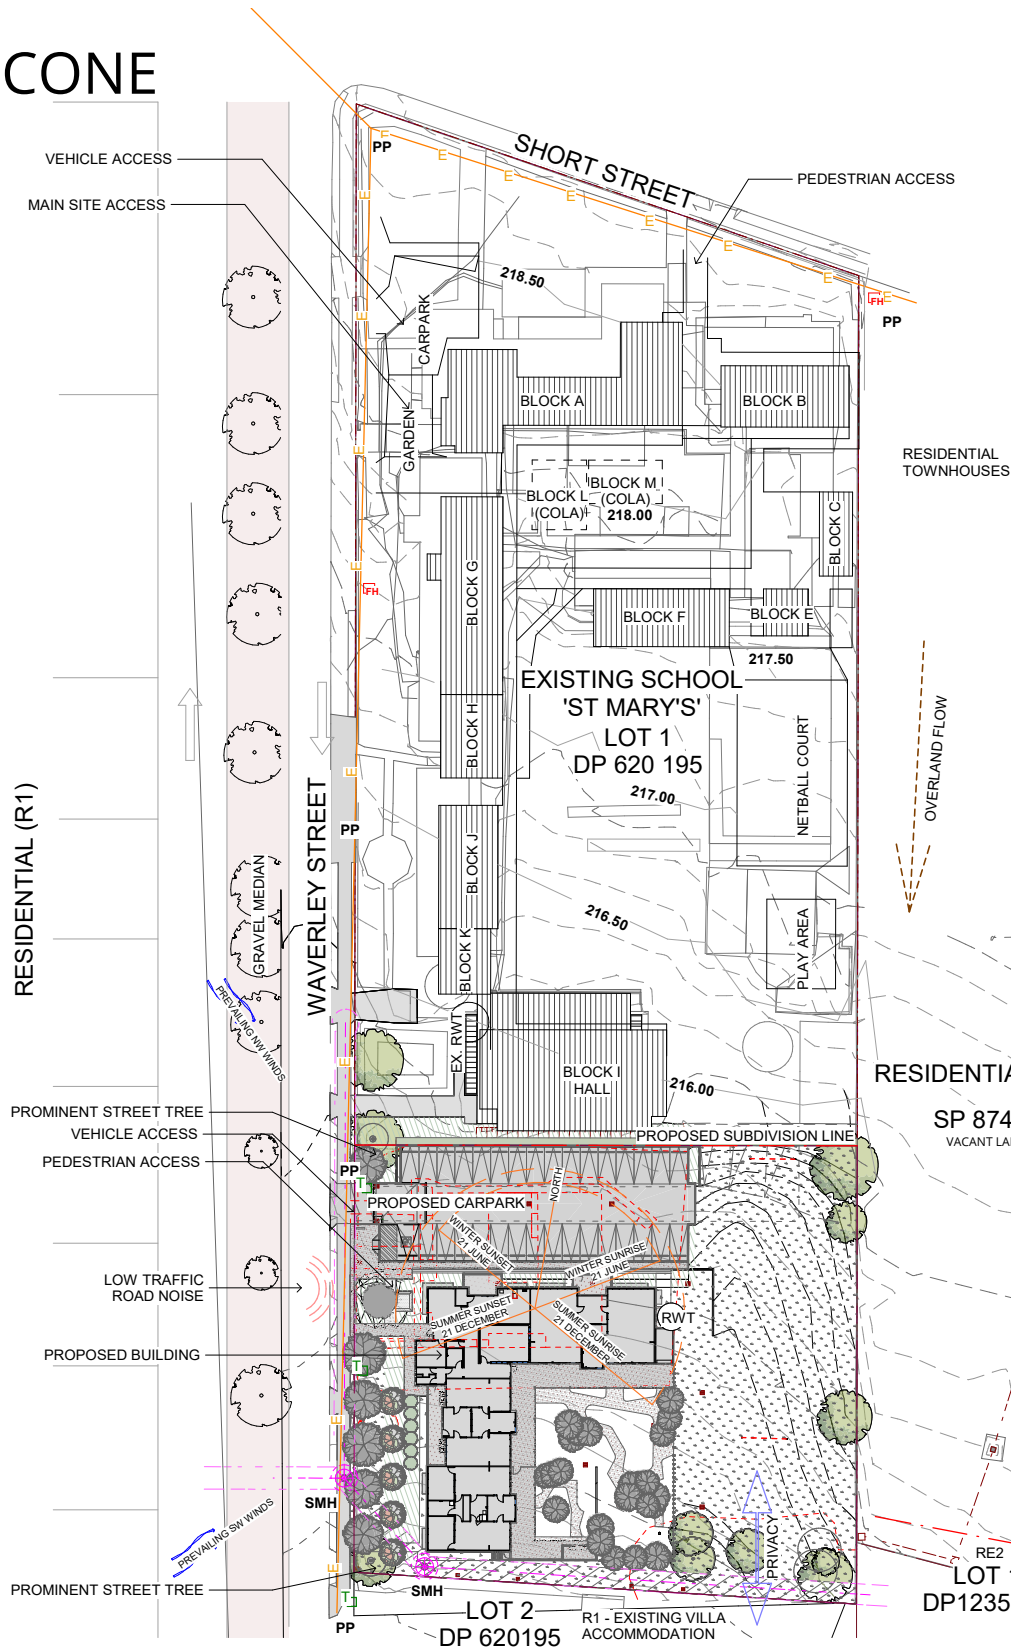 CONE
VEHICLE ACCESS
MAIN SITE ACCESS
PP
SHORT STREET
PEDESTRIAN ACCESS
E
E
E
E
E
E
E
E
E
FH
PP
218.50
CARPARK
GARDEN
BLOCK A
BLOCK B
RESIDENTIAL
TOWNHOUSES
BLOCK L
(COLA)
BLOCK M
(COLA)
218.00
BLOCK C
E
E
E
FH
BLOCK G
BLOCK F
BLOCK E
217.50
EXISTING SCHOOL
'ST MARY'S'
LOT 1
DP 620 195
BLOCK H
NETBALL COURT
OVERLAND FLOW
217.00
E
RESIDENTIAL (R1)
WAVERLEY STREET
PP
BLOCK J
GRAVEL MEDIAN
216.50
BLOCK K
PLAY AREA
PREVAILING NW WINDS
EX. RWT
E
BLOCK I
HALL
216.00
RESIDENTIA
SP 874
VACANT LA
PROMINENT STREET TREE
VEHICLE ACCESS
PEDESTRIAN ACCESS
PROPOSED SUBDIVISION LINE
PP
T
NORTH
PROPOSED CARPARK
WINTER SUNSET
21 JUNE
WINTER SUNRISE
21 JUNE
LOW TRAFFIC
ROAD NOISE
SUMMER SUNSET
21 DECEMBER
SUMMER SUNRISE
21 DECEMBER
RWT
PROPOSED BUILDING
T
E
SMH
PREVAILING SW WINDS
PRIVACY
E
PROMINENT STREET TREE
T
SMH
PP
LOT 2
DP 620195
R1 - EXISTING VILLA
ACCOMMODATION
RE2
LOT 1
DP1235